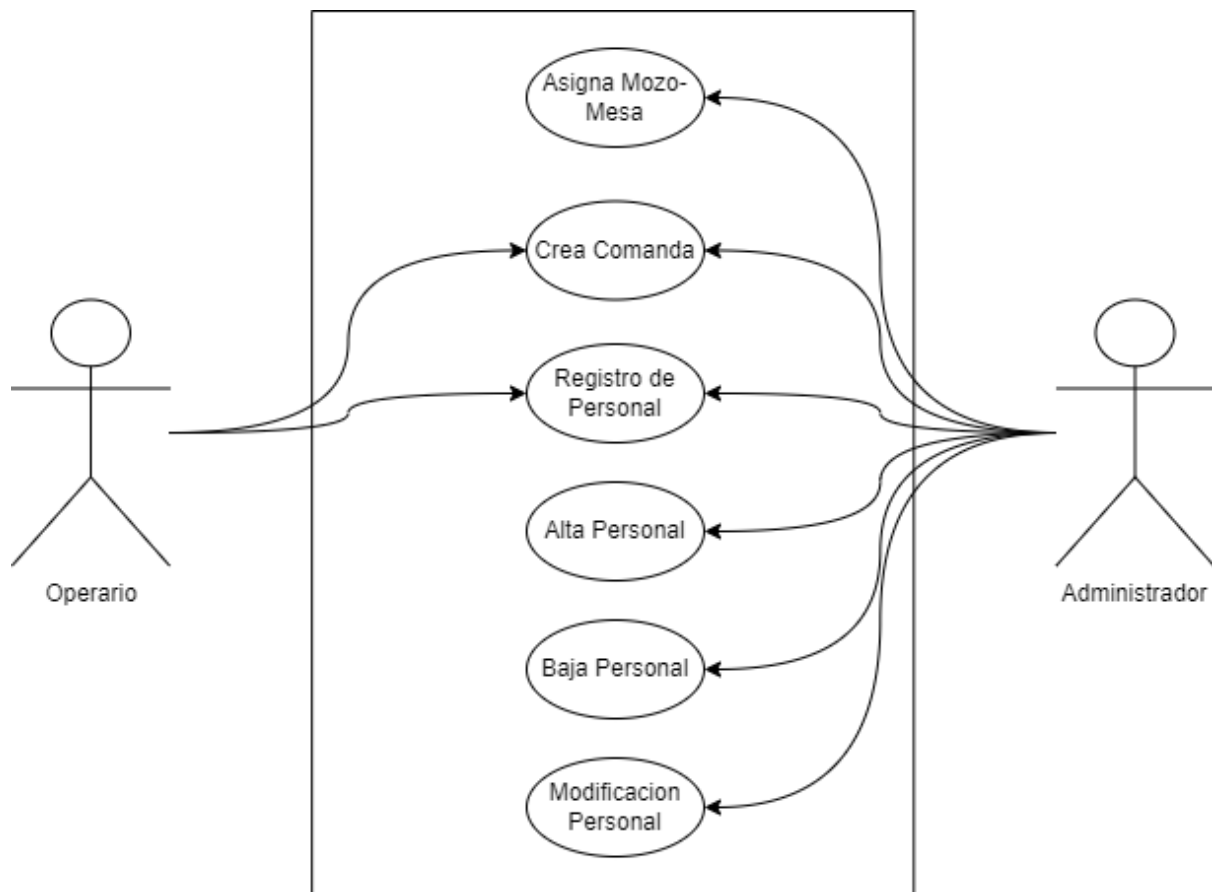 Asigna Mozo-
Mesa
Crea Comanda
Registro de
Personal
Alta Personal
Operario
Administrador
Baja Personal
Modificacion
Personal